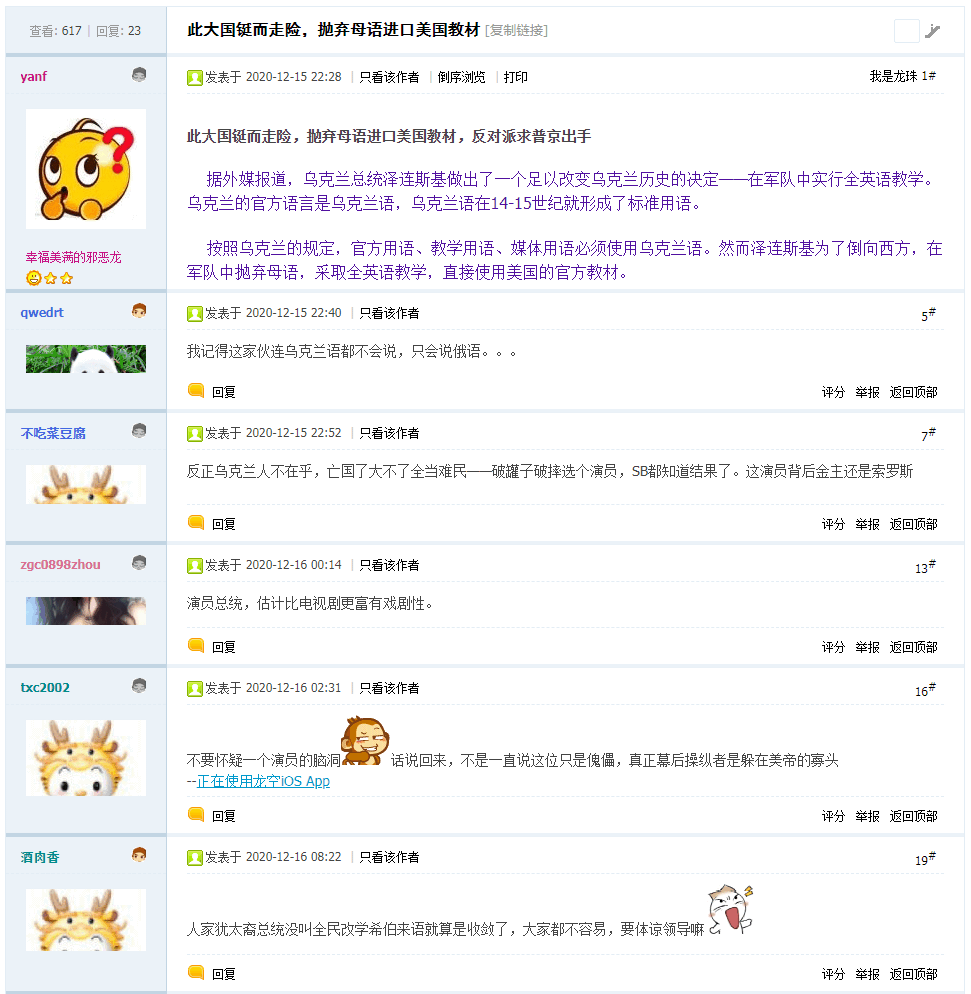 查看: 617 | 回复: 23
此大国铤而走险，抛弃母语进口美国教材 [复制链接]
yanf
发表于 2020-12-15 22:28 | 只看该作者 | 倒序浏览 | 打印
我是龙珠 1#
此大国铤而走险，抛弃母语进口美国教材，反对派求普京出手
据外媒报道，乌克兰总统泽连斯基做出了一个足以改变乌克兰历史的决定——在军队中实行全英语教学。
乌克兰的官方语言是乌克兰语，乌克兰语在14-15世纪就形成了标准用语。
按照乌克兰的规定，官方用语、教学用语、媒体用语必须使用乌克兰语。然而泽连斯基为了倒向西方，在
军队中抛弃母语，采取全英语教学，直接使用美国的官方教材。
幸福美满的邪恶龙
qwedrt
发表于 2020-12-15 22:40 | 只看该作者
5#
我记得这家伙连乌克兰语都不会说，只会说俄语。。。
回复
评分 举报 返回顶部
不吃菜豆腐
发表于 2020-12-15 22:52 | 只看该作者
7#
反正乌克兰人不在乎，亡国了大不了全当难民——破罐子破摔选个演员，SB都知道结果了。这演员背后金主还是索罗斯
回复
评分 举报 返回顶部
zgc0898zhou
发表于 2020-12-16 00:14 | 只看该作者
13#
演员总统，估计比电视剧更富有戏剧性。
回复
评分 举报 返回顶部
txc2002
发表于 2020-12-16 02:31 | 只看该作者
16#
不要怀疑一个演员的脑洞 话说回来，不是一直说这位只是傀儡，真正幕后操纵者是躲在美帝的寡头
--正在使用龙空iOS App
回复
评分 举报 返回顶部
酒肉香
发表于 2020-12-16 08:22 | 只看该作者
19#
人家犹太裔总统没叫全民改学希伯来语就算是收敛了，大家都不容易，要体谅领导嘛
回复
评分 举报 返回顶部